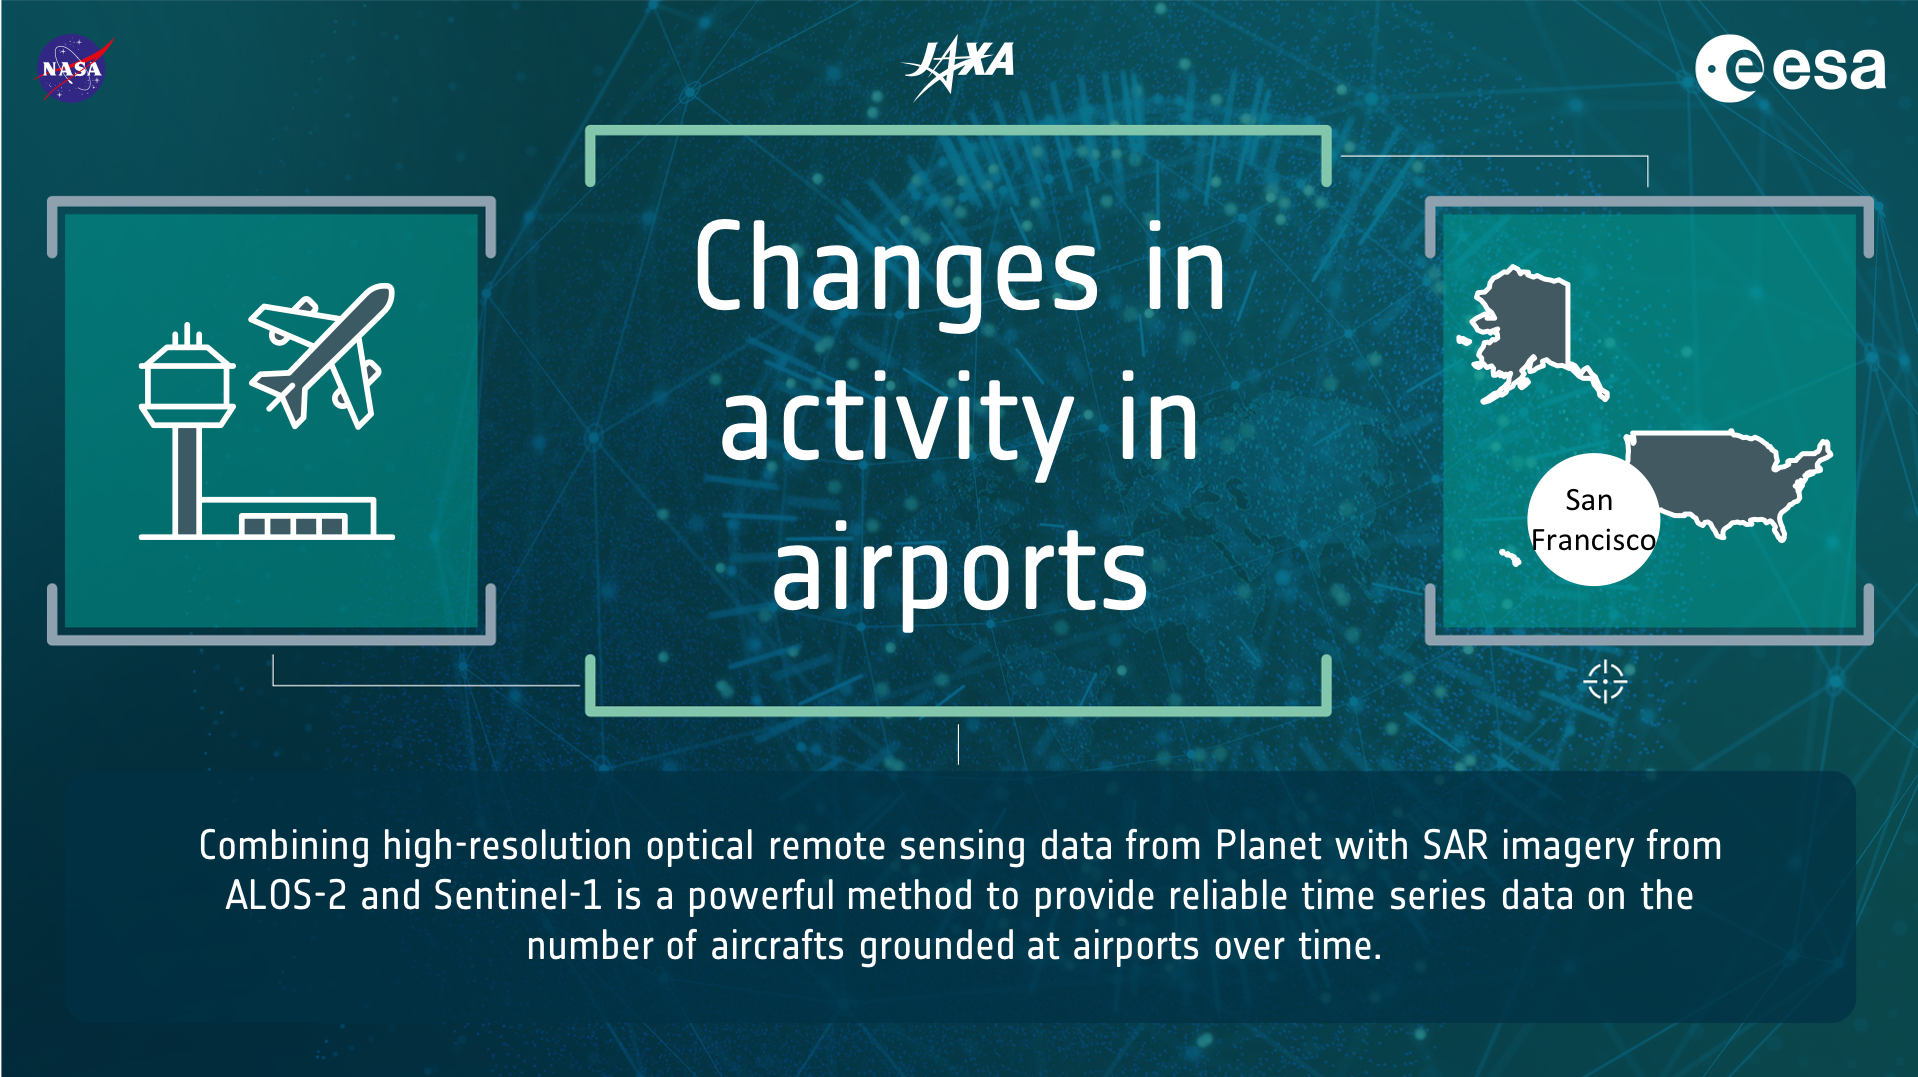 NASA
JAXA
esa
Changes in
activity in
airports
San
Francisco
Combining high-resolution optical remote sensing data from Planet with SAR imagery from
ALOS-2 and Sentinel-1 is a powerful method to provide reliable time series data on the
number of aircrafts grounded at airports over time.